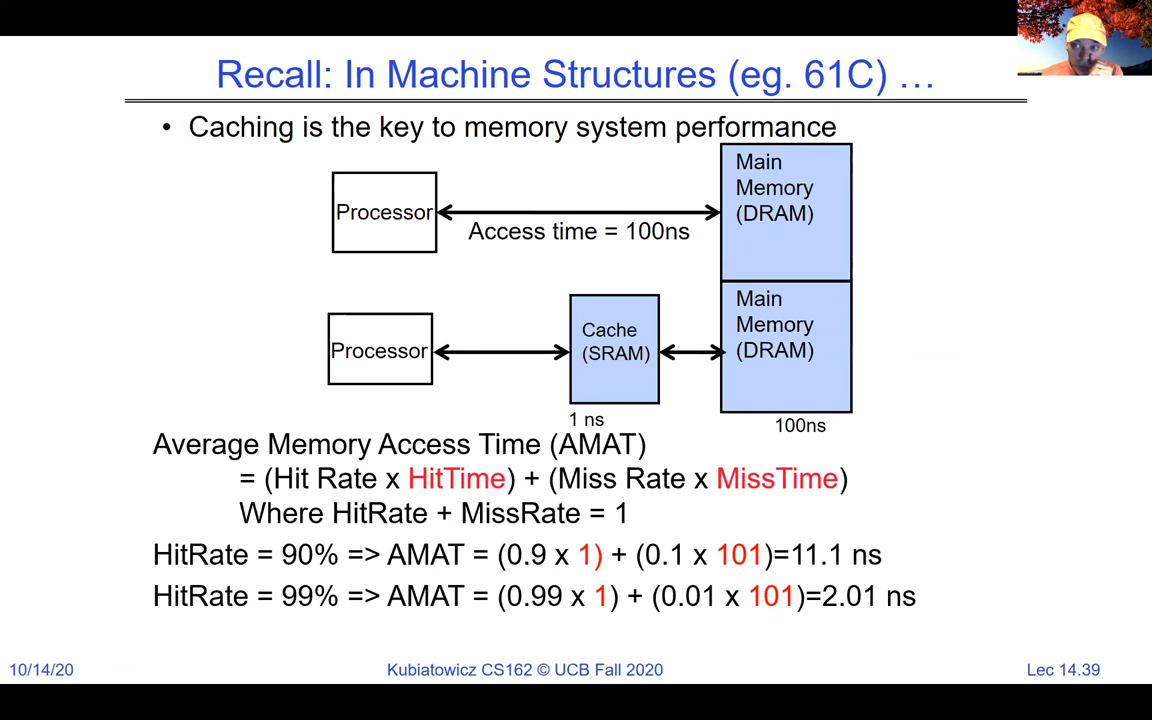 Recall: In Machine Structures (eg. 61C) …
• Caching is the key to memory system performance
Main
Memory
(DRAM)
Processor
Access time = 100ns
Main
Memory
(DRAM)
Cache
(SRAM)
Processor
1 ns
100ns
Average Memory Access Time (AMAT)
= (Hit Rate x HitTime) + (Miss Rate x MissTime)
Where HitRate + MissRate = 1
HitRate = 90% => AMAT = (0.9 x 1) + (0.1 x 101)=11.1 ns
HitRate = 99% => AMAT = (0.99 x 1) + (0.01 x 101)=2.01 ns
10/14/20
Kubiatowicz CS162 © UCB Fall 2020
Lec 14.39